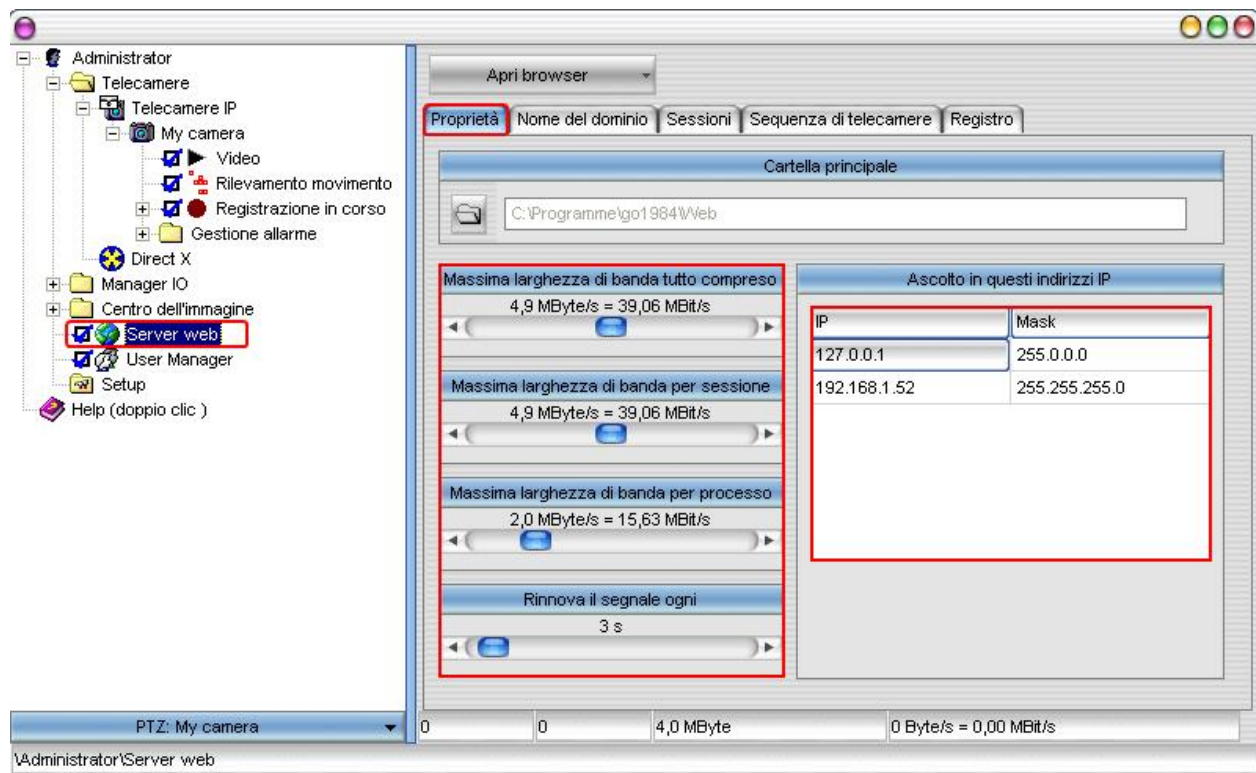 Administrator
Telecamere
Telecamere IP
My camera
Video
Rilevamento movimento
Registrazione in corso
Gestione allarme
Direct X
Manager IO
Centro dell'immagine
Server web
User Manager
Setup
Help (doppio clic )
PTZ: My camera
Apri browser
Proprietà Nome del dominio Sessioni Sequenza di telecamere Registro
Cartella principale
C:\Programme\go1984\Web
Massima larghezza di banda tutto compreso
4,9 MByte/s = 39,06 MBit/s
Massima larghezza di banda per sessione
4,9 MByte/s = 39,06 MBit/s
Massima larghezza di banda per processo
2,0 MByte/s = 15,63 MBit/s
Rinnova il segnale ogni
3 s
Ascolto in questi indirizzi IP
IP Mask
127.0.0.1 255.0.0.0
192.168.1.52 255.255.255.0
0 0 4,0 MByte 0 Byte/s = 0,00 MBit/s
\Administrator\Server web